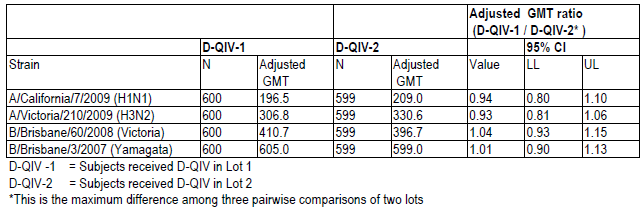 Adjusted GMT ratio
(D-QIV-1 / D-QIV-2* )
D-QIV-1 D-QIV-2 95% CI
Strain N Adjusted GMT N Adjusted GMT Value LL UL
A/California/7/2009 (H1N1) 600 196.5 599 209.0 0.94 0.80 1.10
A/Victoria/210/2009 (H3N2) 600 306.8 599 330.6 0.93 0.81 1.06
B/Brisbane/60/2008 (Victoria) 600 410.7 599 396.7 1.04 0.93 1.15
B/Brisbane/3/2007 (Yamagata) 600 605.0 599 599.0 1.01 0.90 1.13
D-QIV -1 = Subjects received D-QIV in Lot 1
D-QIV-2 = Subjects received D-QIV in Lot 2
*This is the maximum difference among three pairwise comparisons of two lots